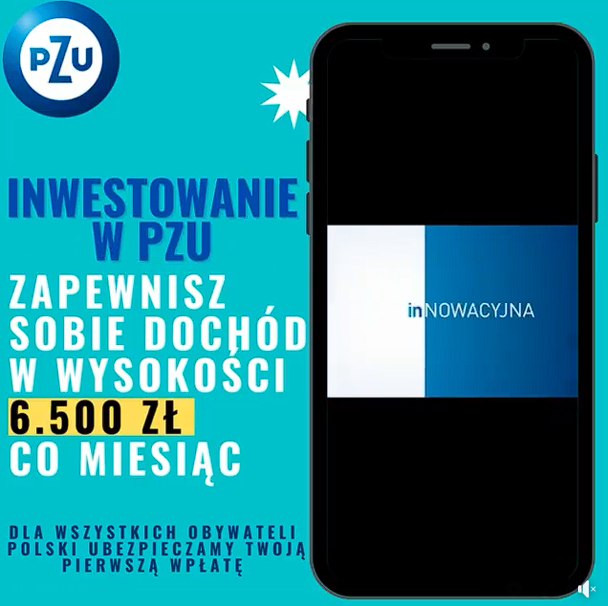 PZU
INWESTOWANIE
W PZU
ZAPEWNISZ
SOBIE DOCHÓD
W WYSOKOŚCI
6.500 ZŁ
CO MIESIĄC
inNOWACYJNA
DLA WSZYSTKICH OBYWATELI
POLSKI UBEZPIECZAMY TWOJĄ
PIERWSZĄ WPŁATĘ